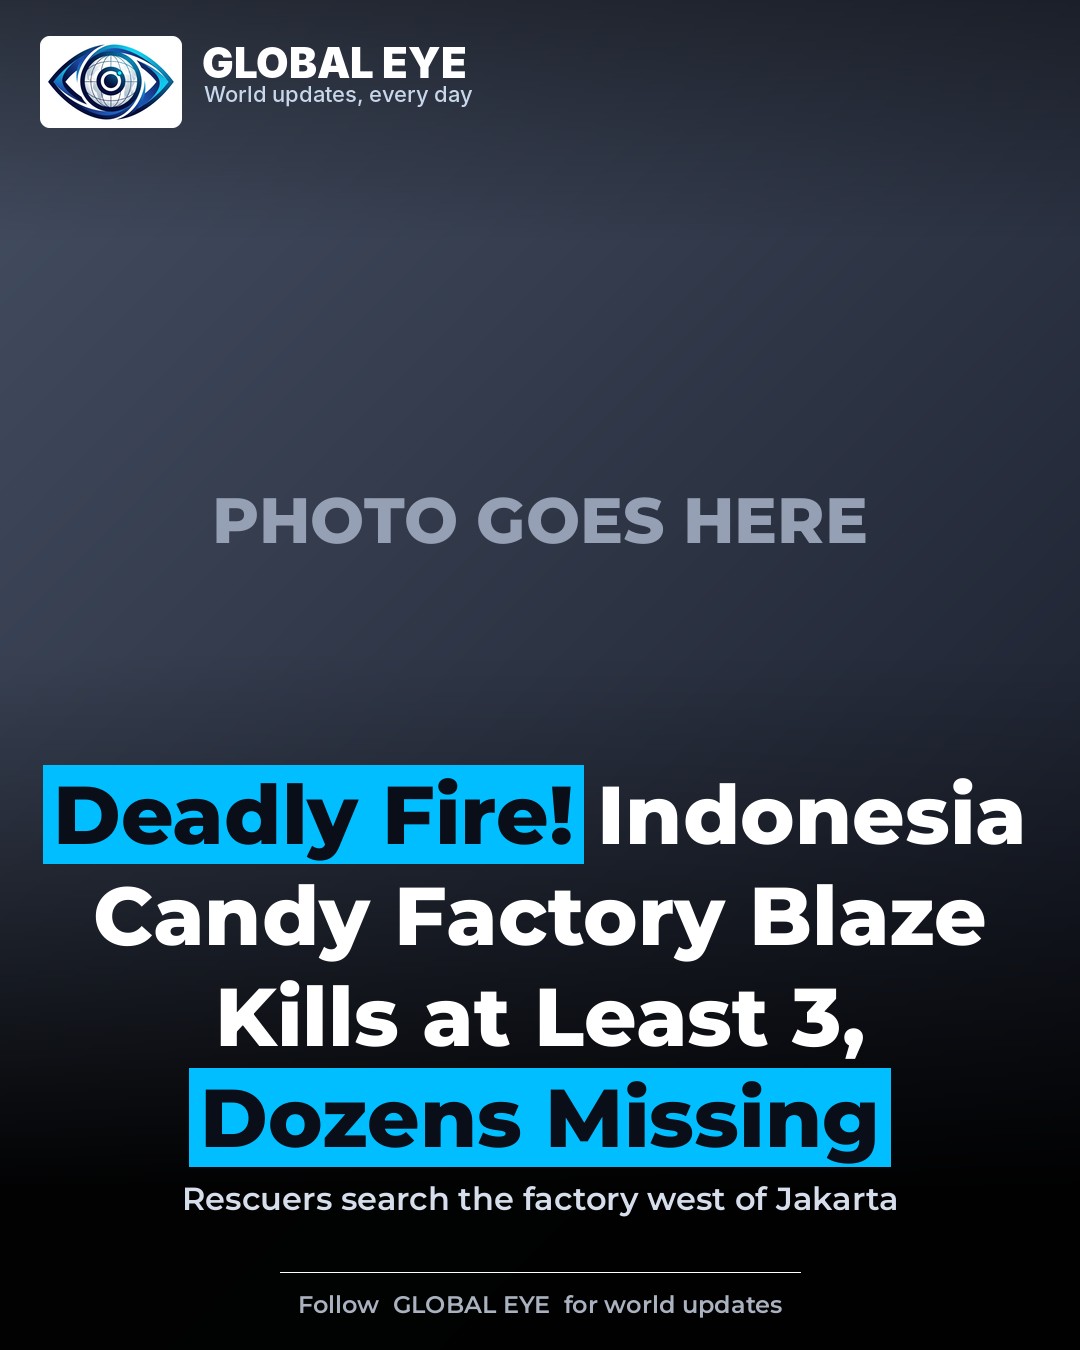 GLOBAL EYE
World updates, every day
PHOTO GOES HERE
Deadly Fire! Indonesia
Candy Factory Blaze
Kills at Least 3,
Dozens Missing
Rescuers search the factory west of Jakarta
Follow GLOBAL EYE for world updates